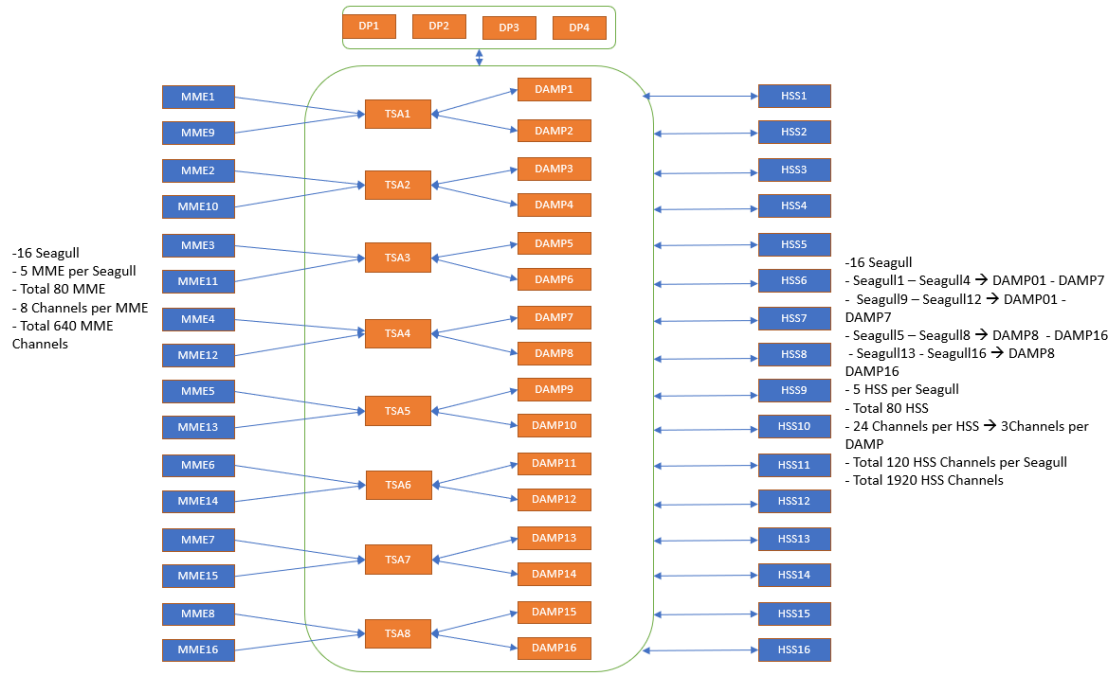 DP1 DP2 DP3 DP4
MME1
MME9
MME2
MME10
MME3
MME11
MME4
MME12
MME5
MME13
MME6
MME14
MME7
MME15
MME8
MME16
TSA1
TSA2
TSA3
TSA4
TSA5
TSA6
TSA7
TSA8
DAMP1
DAMP2
DAMP3
DAMP4
DAMP5
DAMP6
DAMP7
DAMP8
DAMP9
DAMP10
DAMP11
DAMP12
DAMP13
DAMP14
DAMP15
DAMP16
HSS1
HSS2
HSS3
HSS4
HSS5
HSS6
HSS7
HSS8
HSS9
HSS10
HSS11
HSS12
HSS13
HSS14
HSS15
HSS16
-16 Seagull
- 5 MME per Seagull
- Total 80 MME
- 8 Channels per MME
- Total 640 MME
Channels
-16 Seagull
- Seagull1 – Seagull4 → DAMP01 - DAMP7
- Seagull9 – Seagull12 → DAMP01 -
DAMP7
- Seagull5 – Seagull8 → DAMP8 - DAMP16
- Seagull13 - Seagull16 → DAMP8
DAMP16
- 5 HSS per Seagull
- Total 80 HSS
- 24 Channels per HSS → 3Channels per
DAMP
- Total 120 HSS Channels per Seagull
- Total 1920 HSS Channels